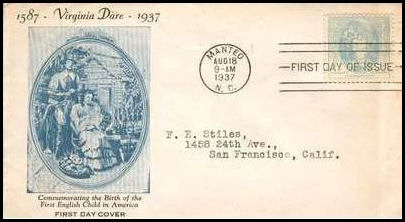 1587 - Virginia Dare - 1937
MANTEO
AUG 18
9-AM
1937
N.C.
FIRST DAY OF ISSUE
F. E. Stiles,
1458 24th Ave.,
San Francisco, Calif.
Commemorating the Birth of the
First English Child in America
FIRST DAY COVER